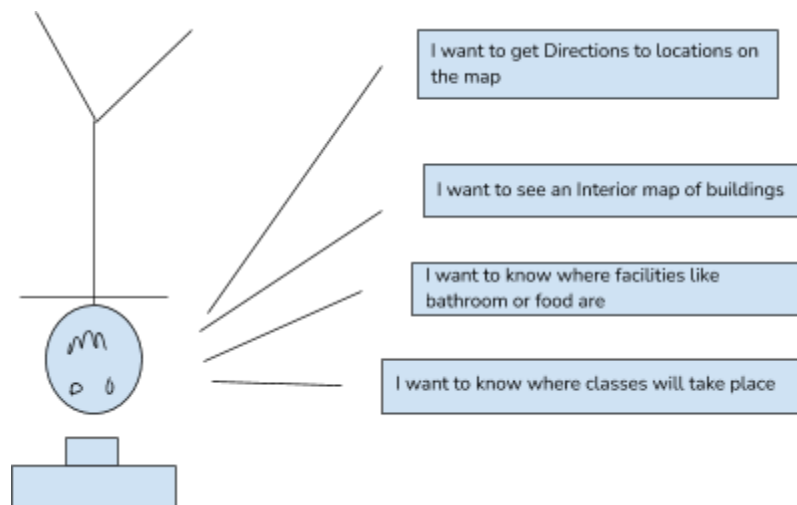 I want to get Directions to locations on
the map
I want to see an Interior map of buildings
I want to know where facilities like
bathroom or food are
I want to know where classes will take place